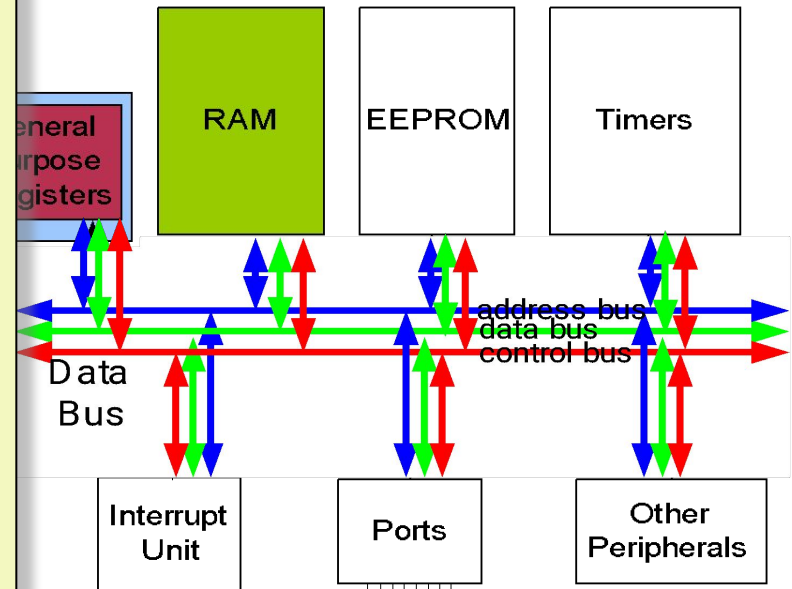 RAM
EEPROM
Timers
eneral
urpose
gisters
address bus
data bus
control bus
Data
Bus
Interrupt
Unit
Ports
Other
Peripherals